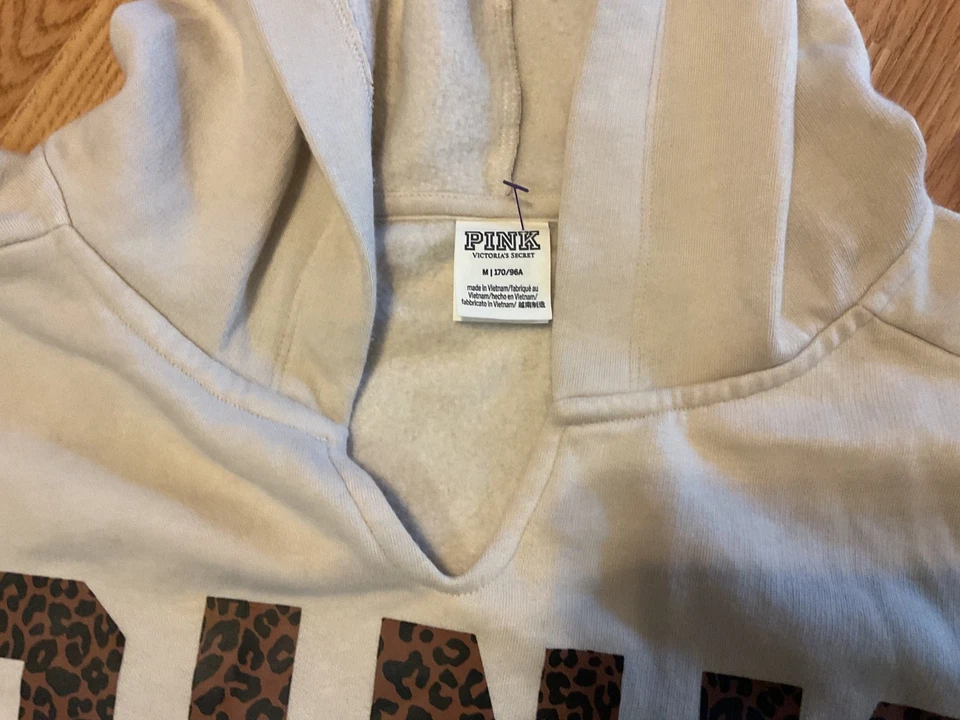 PINK
VICTORIA'S SECRET
M | 170/96A
made in Vietnam/fabriqué au
Vietnam/hecho en Vietnam/
fabbricato in Vietnam/ 越南制造
PINK